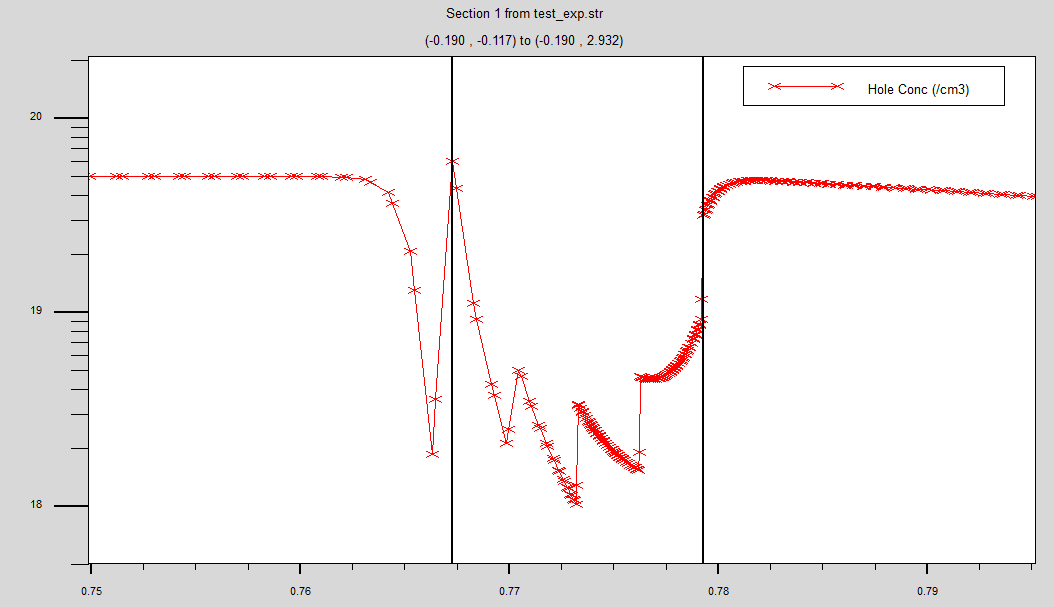 Section 1 from test_exp.str
(-0.190 , -0.117) to (-0.190 , 2.932)
Hole Conc (/cm3)
20
19
18
0.75 0.76 0.77 0.78 0.79